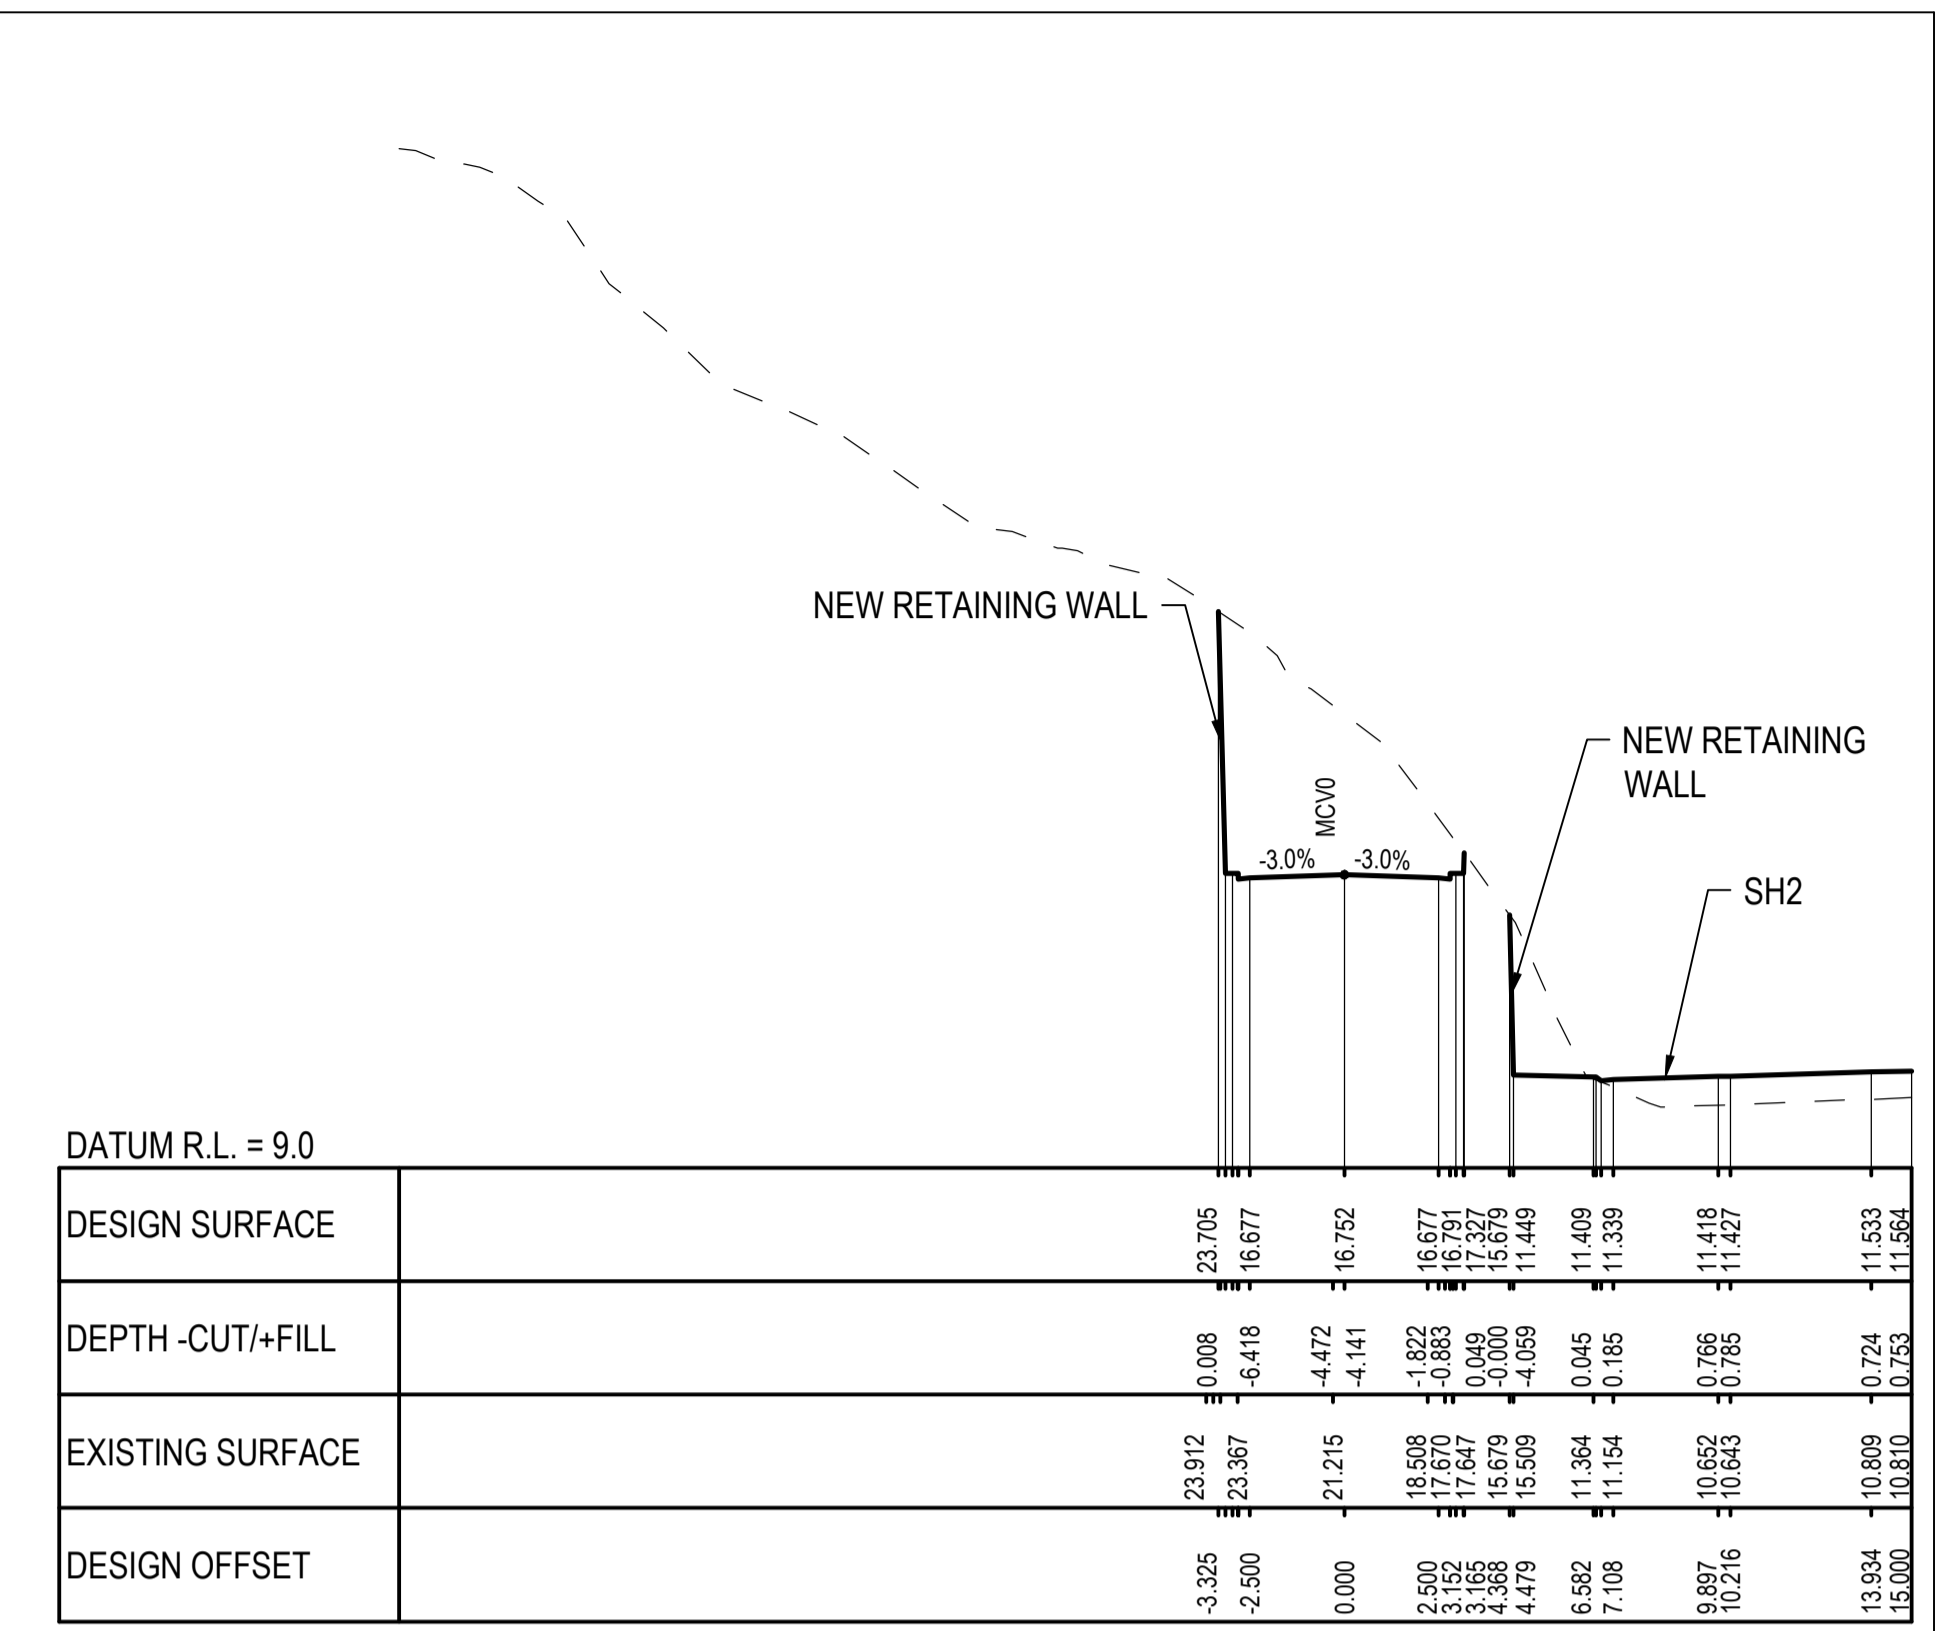 NEW RETAINING WALL
NEW RETAINING
WALL
MCV0
-3.0% -3.0%
SH2
DATUM R.L. = 9.0
DESIGN SURFACE 23.705 16.677 16.752 16.677 16.791 17.327 15.679 11.449 11.409 11.339 11.418 11.427 11.533 11.564
DEPTH -CUT/+FILL 0.008 -6.418 -4.472 -4.141 -1.822 -0.883 0.049 -0.000 -4.059 0.045 0.185 0.766 0.785 0.724 0.753
EXISTING SURFACE 23.912 23.367 21.215 18.508 17.670 17.647 15.679 15.509 11.364 11.154 10.652 10.643 10.809 10.810
DESIGN OFFSET -3.325 -2.500 0.000 2.500 3.152 3.165 4.368 4.479 6.582 7.108 9.897 10.216 13.934 15.000